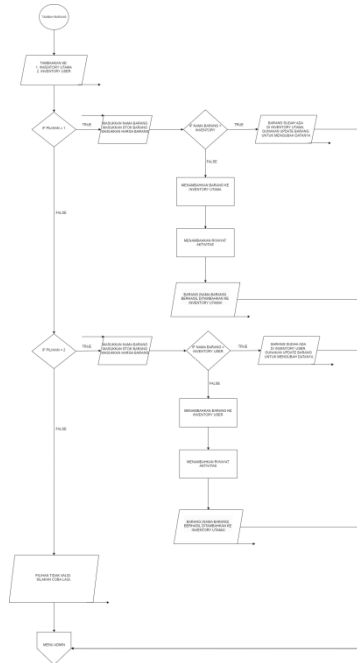 TAMBAH BARANG
TAMBAHKAN KE
1. INVENTORY UTAMA
2. INVENTORY USER
IF PILIHAN = 1
TRUE
MASUKKAN NAMA BARANG
MASUKKAN STOK BARANG
MASUKKAN HARGA BARANG
IF NAMA BARANG =
INVENTORY
TRUE
BARANG SUDAH ADA
DI INVENTORY UTAMA,
GUNAKAN UPDATE BARANG
UNTUK MENGUBAH DATANYA
FALSE
MENAMBAHKAN BARANG KE
INVENTORY UTAMA
MENAMBAHKAN RIWAYAT
AKTIVITAS
FALSE
BARANG (NAMA BARANG)
BERHASIL DITAMBAHKAN KE
INVENTORY UTAMA
IF PILIHAN = 2
TRUE
MASUKKAN NAMA BARANG
MASUKKAN STOK BARANG
MASUKKAN HARGA BARANG
IF NAMA BARANG =
INVENTORY USER
TRUE
BARANG SUDAH ADA
DI INVENTORY USER
GUNAKAN UPDATE BARANG
UNTUK MENGUBAH DATANYA
FALSE
MENAMBAHKAN BARANG KE
INVENTORY USER
FALSE
MENAMBAHKAN RIWAYAT
AKTIVITAS
BARANG (NAMA BARANG)
BERHASIL DITAMBAHKAN KE
INVENTORY UTAMA
PILIHAN TIDAK VALID
SILAKAN COBA LAGI
MENU ADMIN